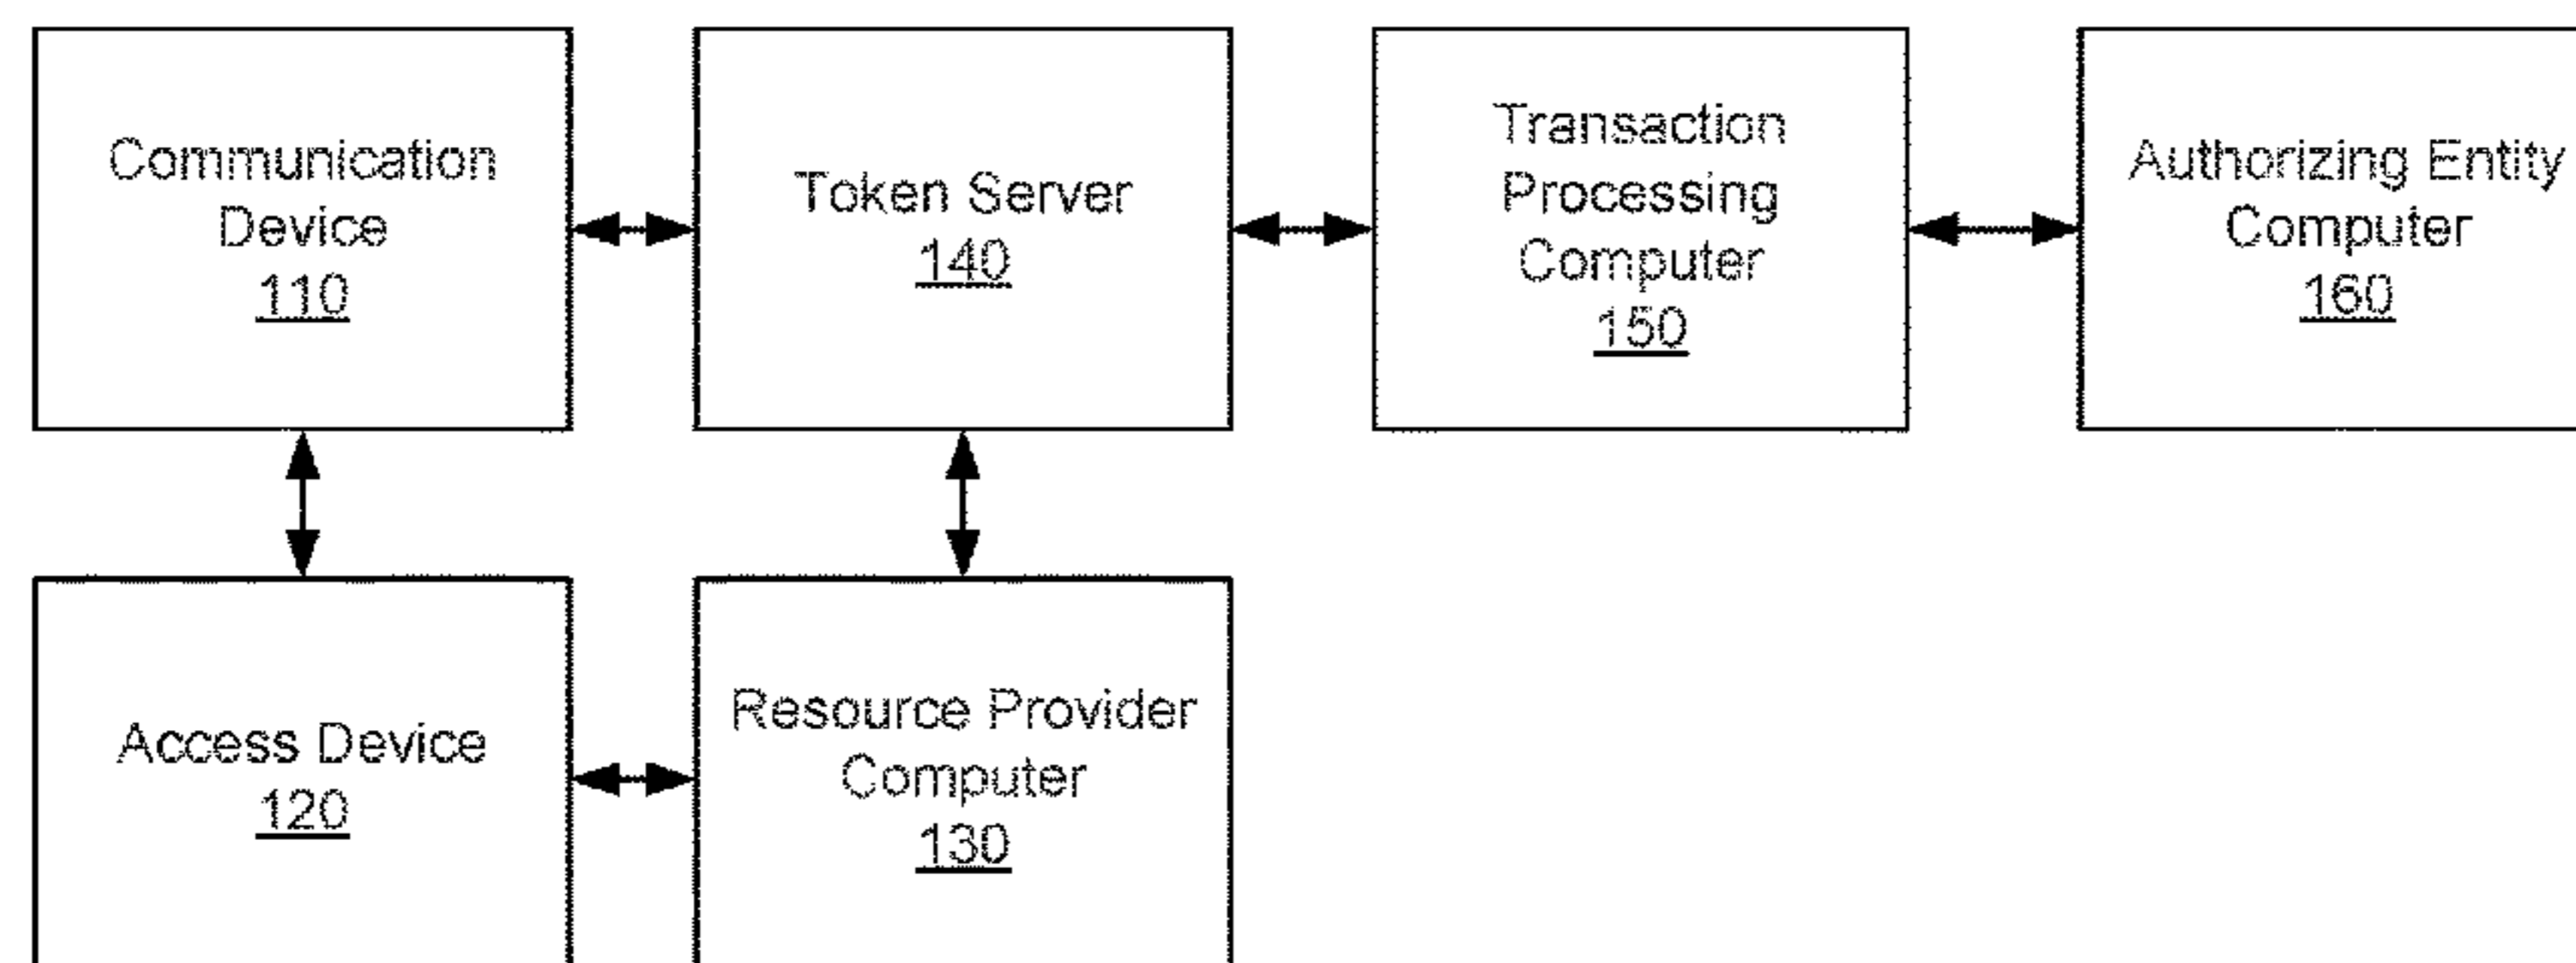 Communication
Device
110
Token Server
140
Transaction
Processing
Computer
150
Authorizing Entity
Computer
160
Access Device
120
Resource Provider
Computer
130